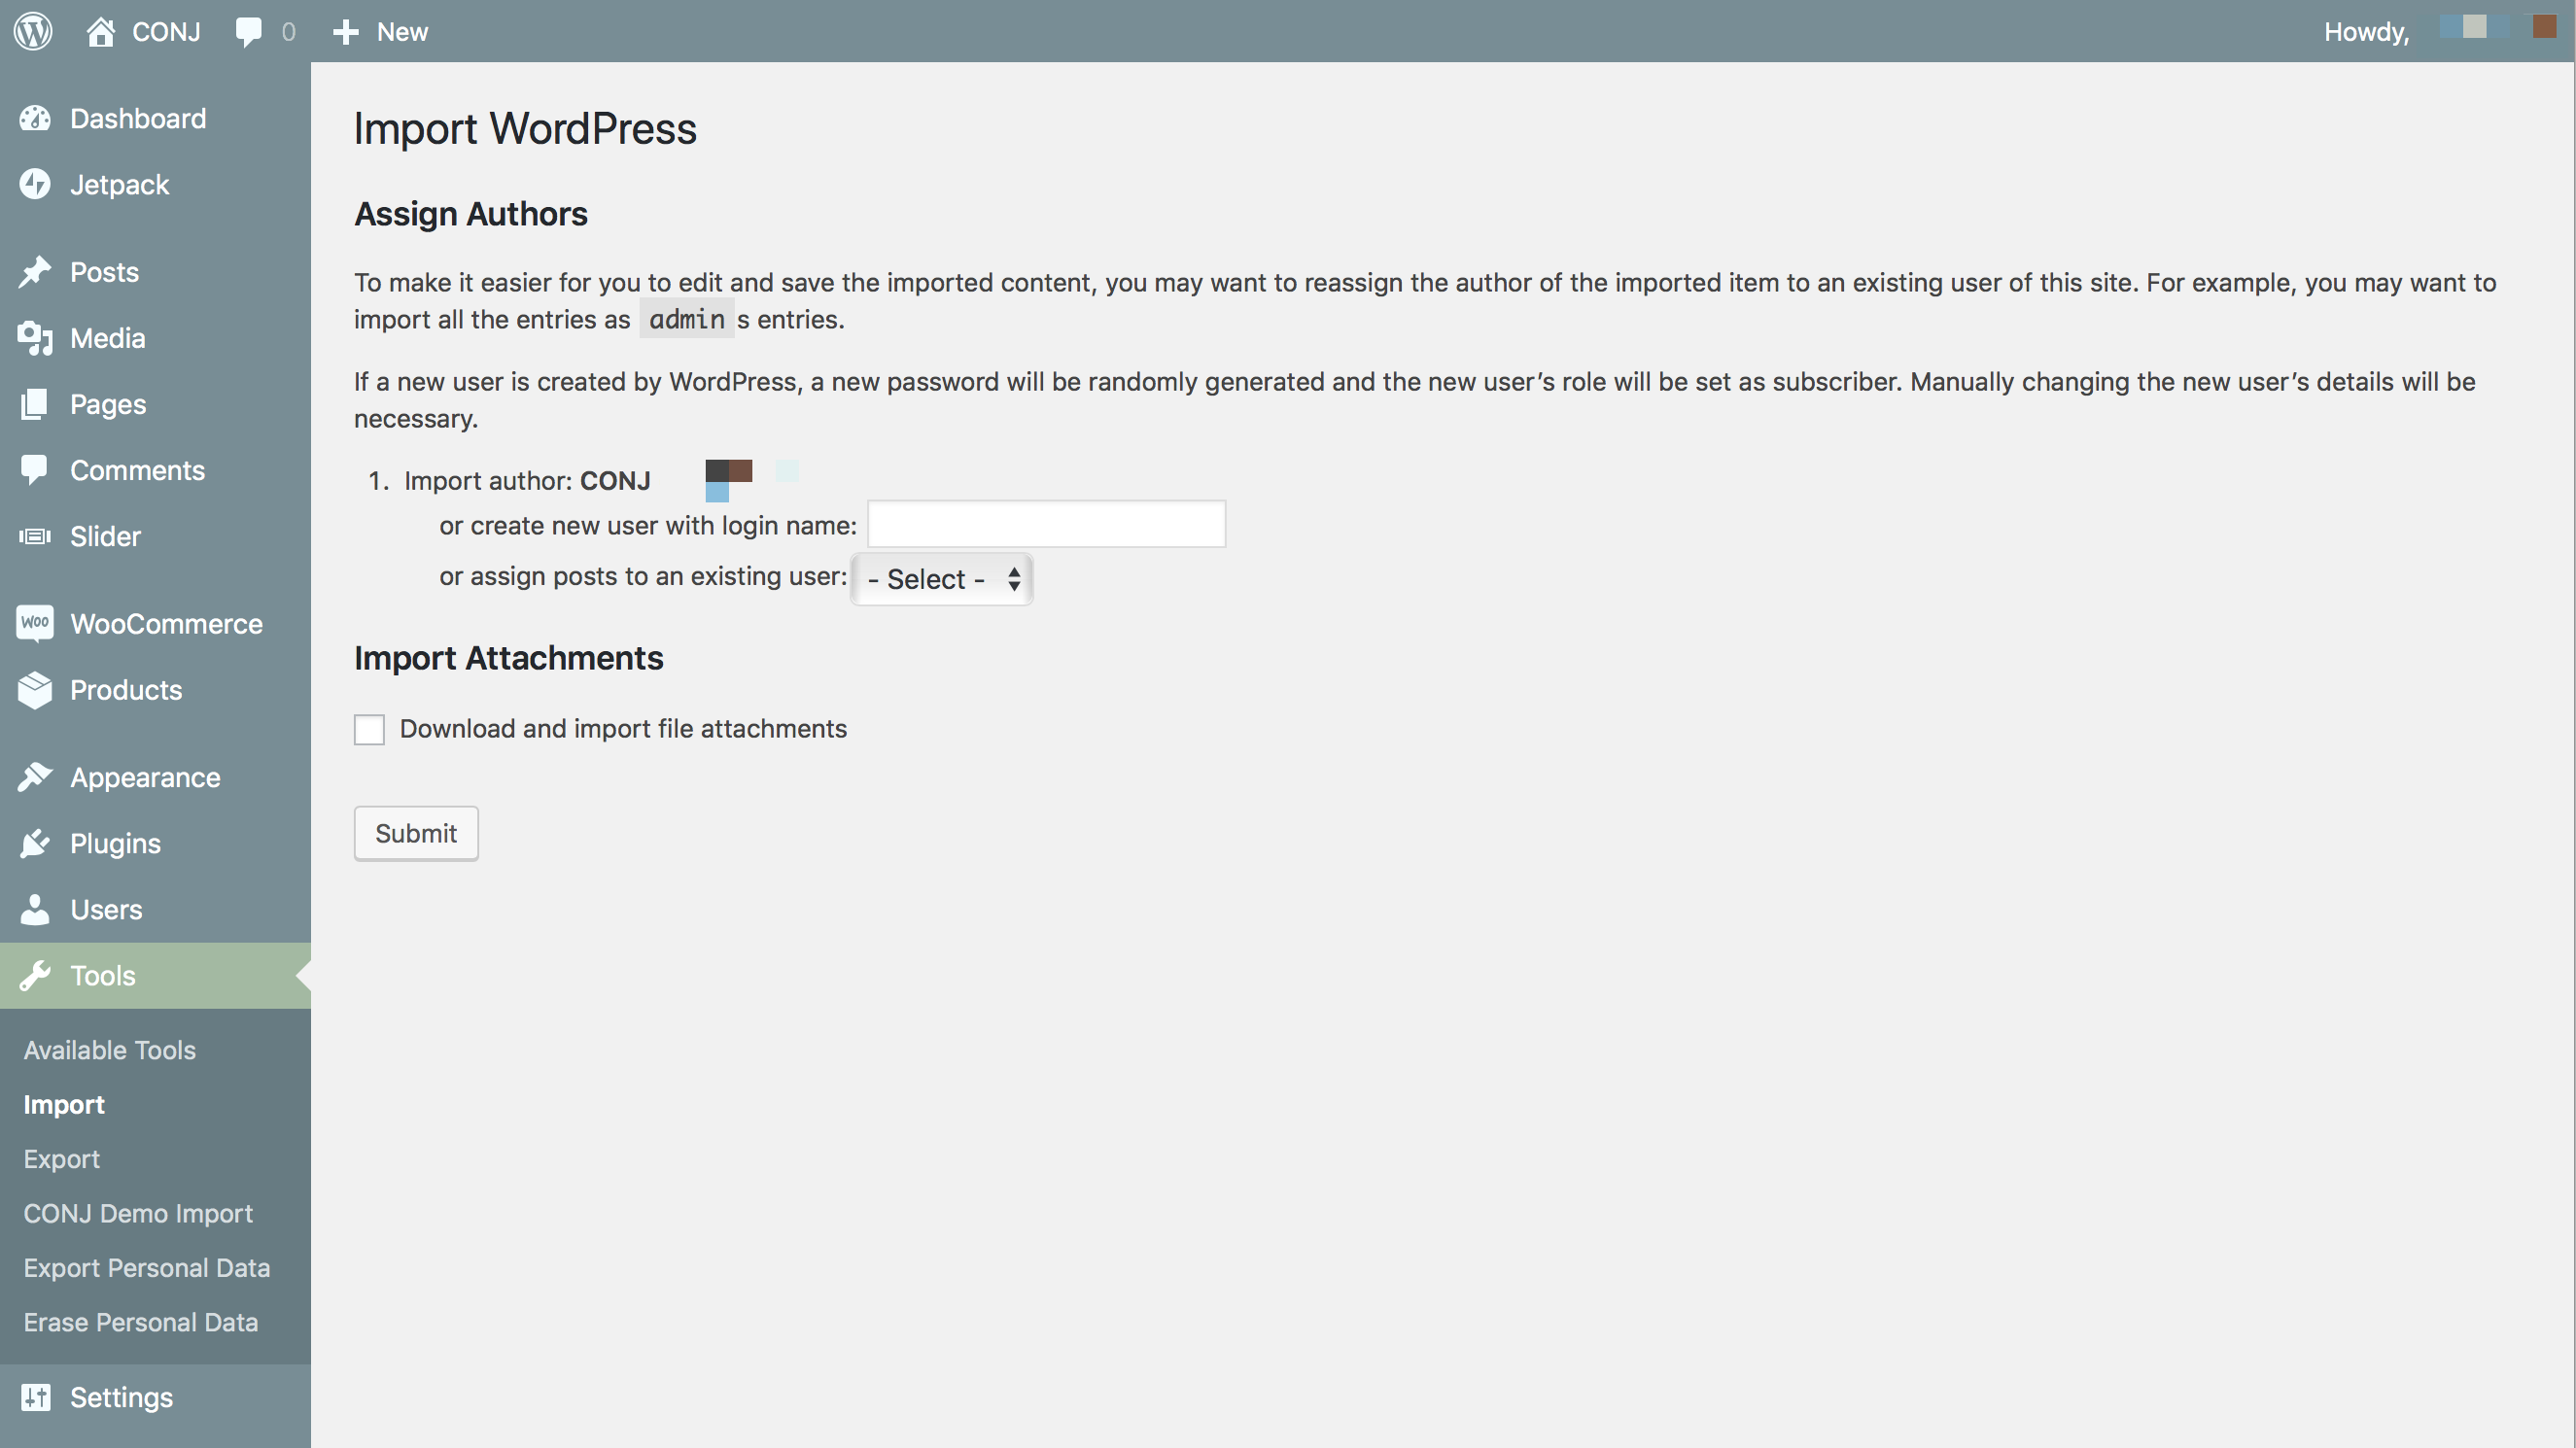 CONJ 0 New Howdy,
Dashboard
Jetpack
Posts
Media
Pages
Comments
Slider
Woo WooCommerce
Products
Appearance
Plugins
Users
Tools
Available Tools
Import
Export
CONJ Demo Import
Export Personal Data
Erase Personal Data
Settings
Import WordPress
Assign Authors
To make it easier for you to edit and save the imported content, you may want to reassign the author of the imported item to an existing user of this site. For example, you may want to
import all the entries as admin s entries.
If a new user is created by WordPress, a new password will be randomly generated and the new user’s role will be set as subscriber. Manually changing the new user’s details will be
necessary.
1. Import author: CONJ
or create new user with login name:
or assign posts to an existing user: - Select -
Import Attachments
Download and import file attachments
Submit